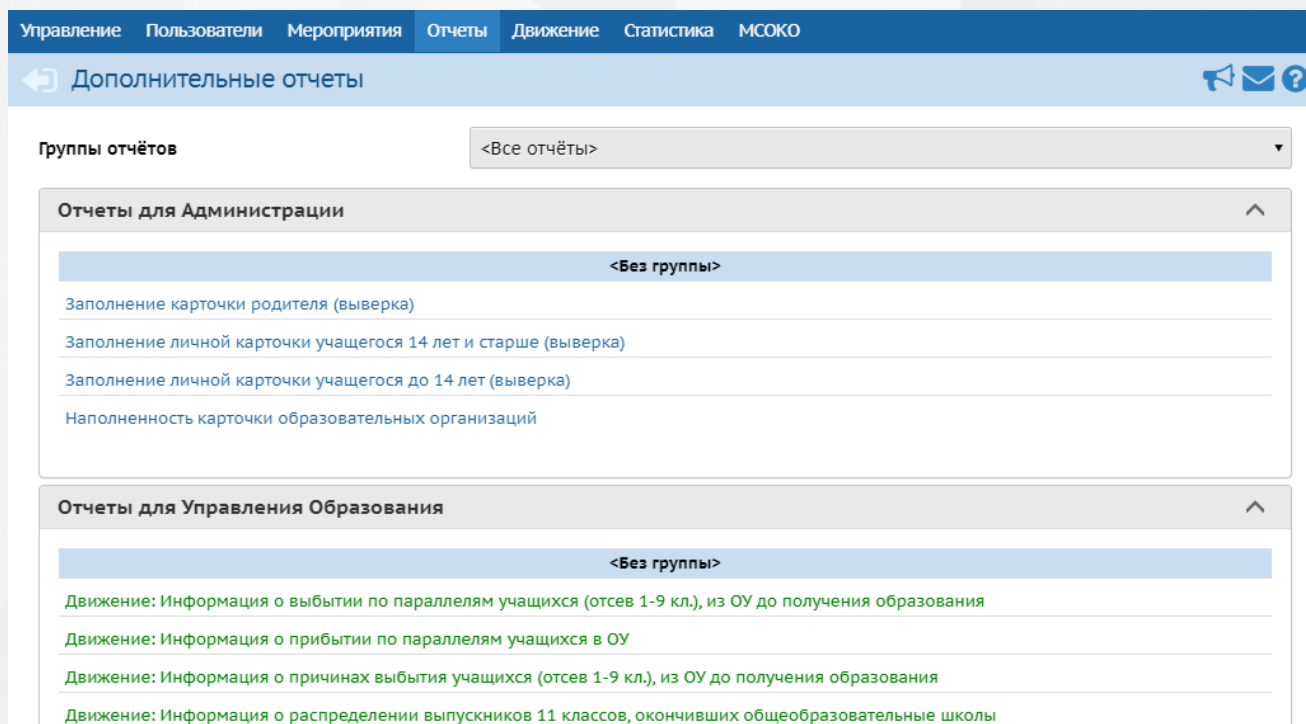 Управление Пользователи Мероприятия Отчеты Движение Статистика МСОКО
Дополнительные отчеты
Группы отчётов <Все отчёты>
Отчеты для Администрации
<Без группы>
Заполнение карточки родителя (выверка)
Заполнение личной карточки учащегося 14 лет и старше (выверка)
Заполнение личной карточки учащегося до 14 лет (выверка)
Наполненность карточки образовательных организаций
Отчеты для Управления Образования
<Без группы>
Движение: Информация о выбытии по параллелям учащихся (отсев 1-9 кл.), из ОУ до получения образования
Движение: Информация о прибытии по параллелям учащихся в ОУ
Движение: Информация о причинах выбытия учащихся (отсев 1-9 кл.), из ОУ до получения образования
Движение: Информация о распределении выпускников 11 классов, окончивших общеобразовательные школы